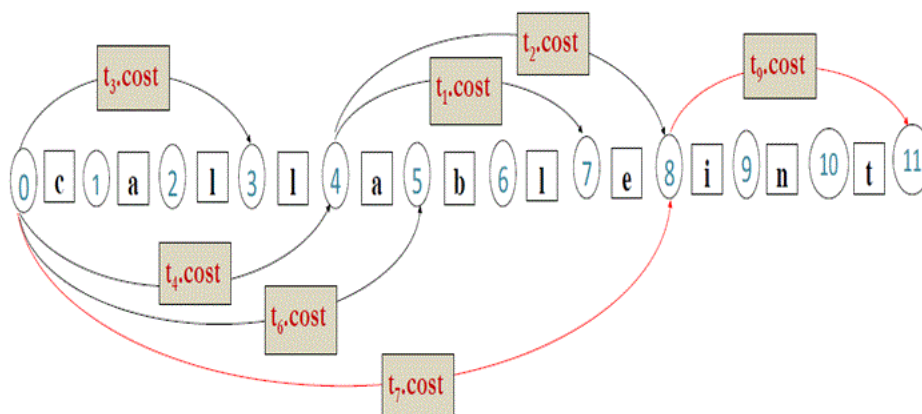 t₂.cost
t₃.cost t₁.cost t₉.cost
0 c 1 a 2 l 3 l 4 a 5 b 6 l 7 e 8 i 9 n 10 t 11
t₄.cost
t₆.cost
t₇.cost